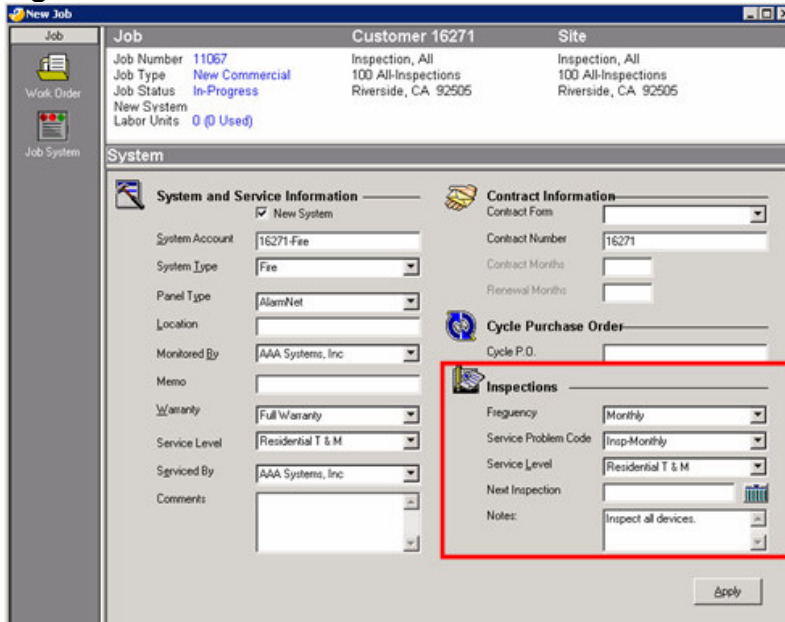 New Job
Job
Work Order
Job System
Job Customer 16271 Site
Job Number 11067
Job Type New Commercial
Job Status In-Progress
New System
Labor Units 0 (0 Used)
Inspection, All
100 All-Inspections
Riverside, CA 92505
Inspection, All
100 All-Inspections
Riverside, CA 92505
System
System and Service Information
New System
System Account 16271-Fire
System Type Fire
Panel Type AlarmNet
Location
Monitored By AAA Systems, Inc
Memo
Warranty Full Warranty
Service Level Residential T & M
Serviced By AAA Systems, Inc
Comments
Contract Information
Contract Form
Contract Number 16271
Contract Months
Renewal Months
Cycle Purchase Order
Cycle P.O.
Inspections
Frequency Monthly
Service Problem Code Insp-Monthly
Service Level Residential T & M
Next Inspection
Notes: Inspect all devices.
Apply